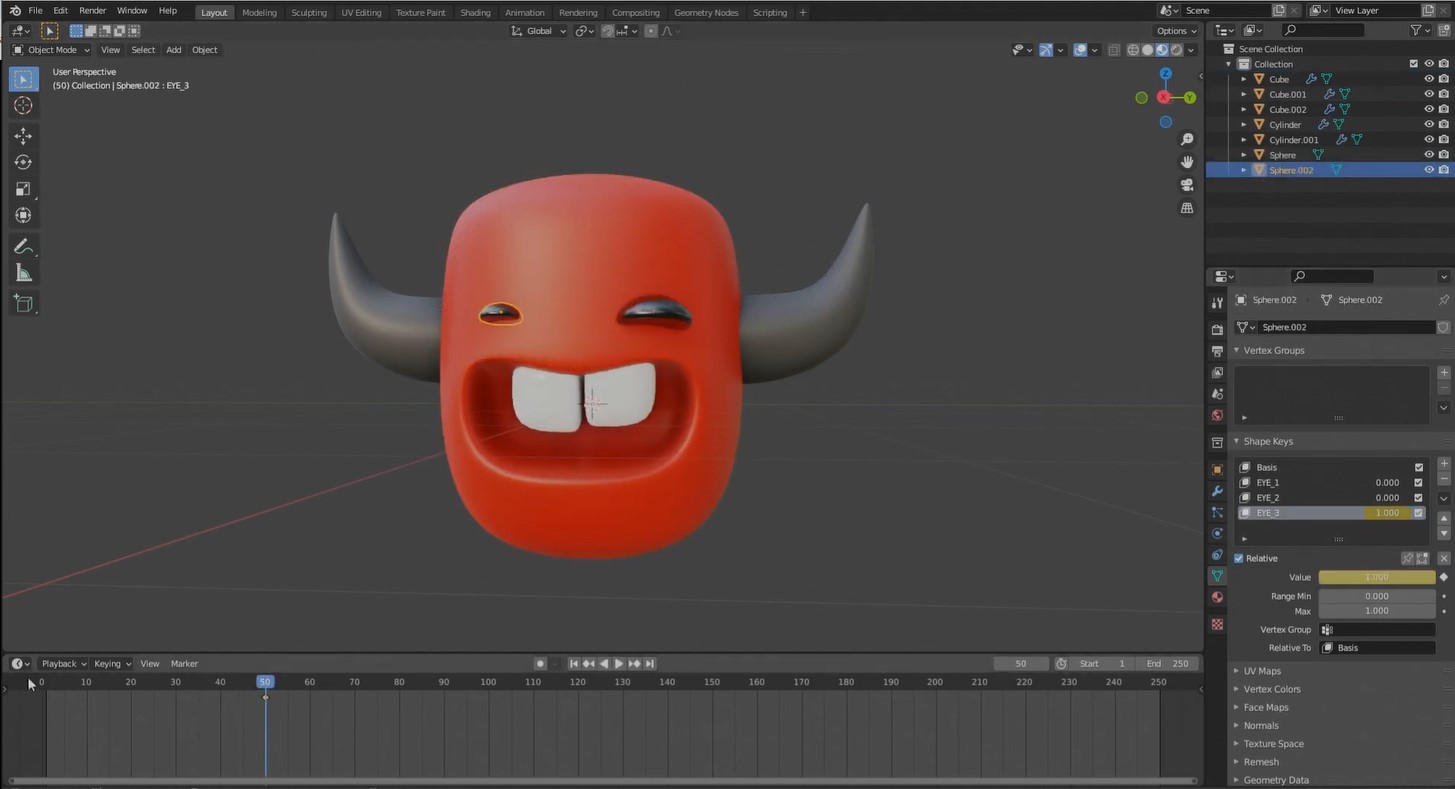 File Edit Render Window Help Layout Modeling Sculpting UV Editing Texture Paint Shading Animation Rendering Compositing Geometry Nodes Scripting + Scene View Layer
Global Options
Object Mode View Select Add Object
User Perspective
(50) Collection | Sphere.002 : EYE_3
Z
X
Y
Scene Collection
Collection
Cube
Cube.001
Cube.002
Cylinder
Cylinder.001
Sphere
Sphere.002
Sphere.002 Sphere.002
Sphere.002
Vertex Groups
Shape Keys
Basis
EYE_1 0.000
EYE_2 0.000
EYE_3 1.000
Relative
Value 1.000
Range Min 0.000
Max 1.000
Vertex Group
Relative To Basis
UV Maps
Vertex Colors
Face Maps
Normals
Texture Space
Remesh
Geometry Data
Playback Keying View Marker 50 Start 1 End 250
0 10 20 30 40 50 60 70 80 90 100 110 120 130 140 150 160 170 180 190 200 210 220 230 240 250